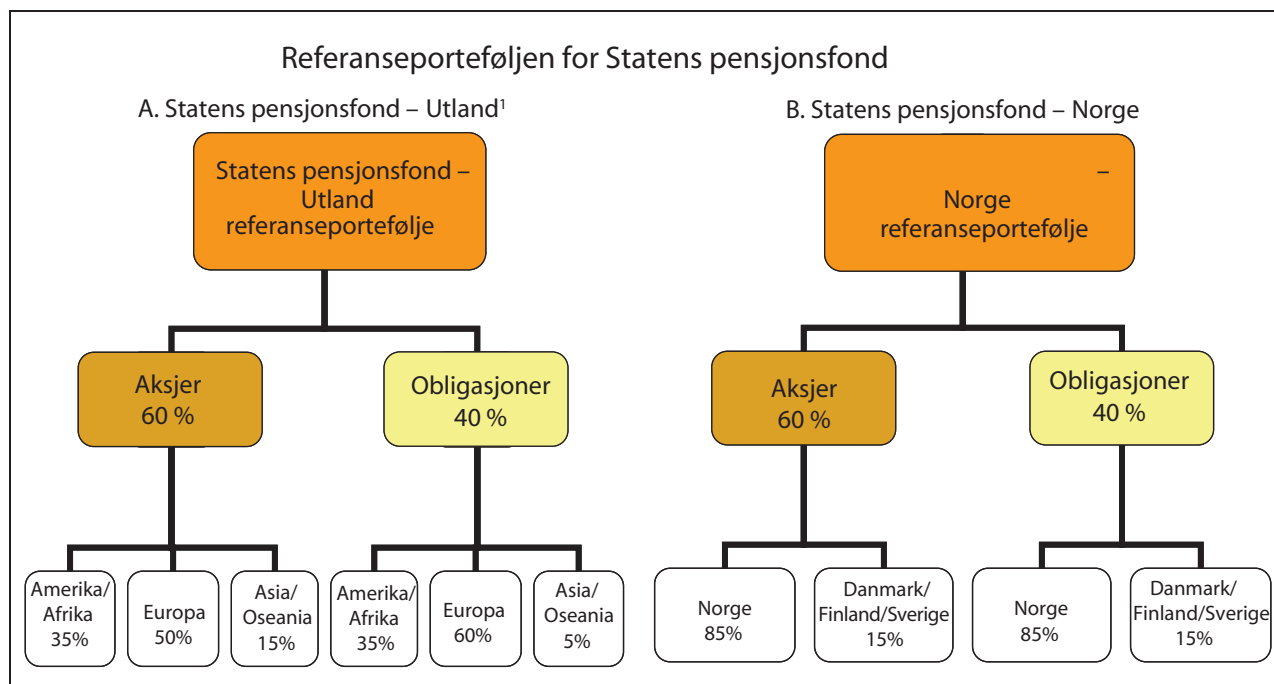 Referanseporteføljen for Statens pensjonsfond
A. Statens pensjonsfond – Utland¹
Statens pensjonsfond –
Utland
referanseportefølje
Aksjer
60 %
Obligasjoner
40 %
Amerika/
Afrika
35%
Europa
50%
Asia/
Oseania
15%
Amerika/
Afrika
35%
Europa
60%
Asia/
Oseania
5%
B. Statens pensjonsfond – Norge
–
Norge
referanseportefølje
Aksjer
60 %
Obligasjoner
40 %
Norge
85%
Danmark/
Finland/Sverige
15%
Norge
85%
Danmark/
Finland/Sverige
15%